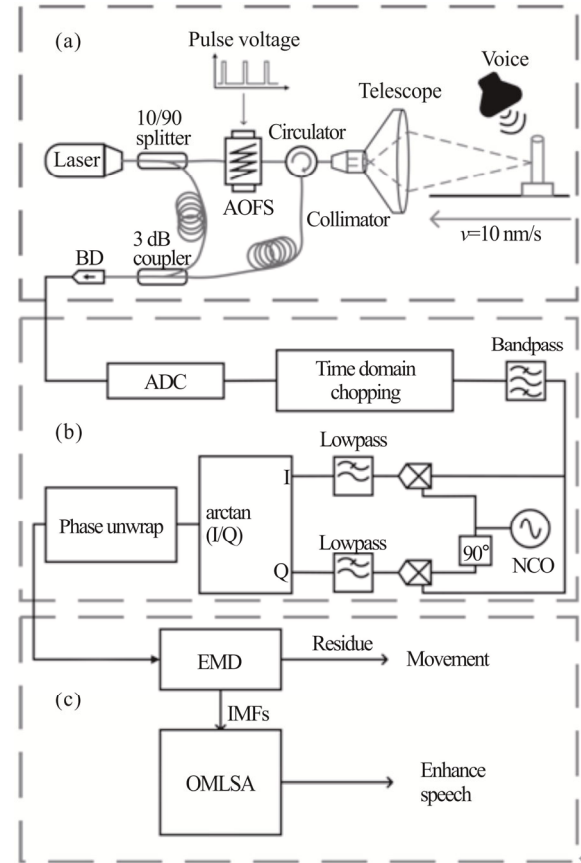 (a)
Pulse voltage
Voice
Telescope
10/90
splitter
Circulator
Laser
AOFS
Collimator
3 dB
coupler
BD
v=10 nm/s
Bandpass
ADC
Time domain
chopping
(b)
Lowpass
I
arctan
(I/Q)
Phase unwrap
Lowpass
90°
Q
NCO
EMD
Residue
Movement
(c)
IMFs
OMLSA
Enhance
speech